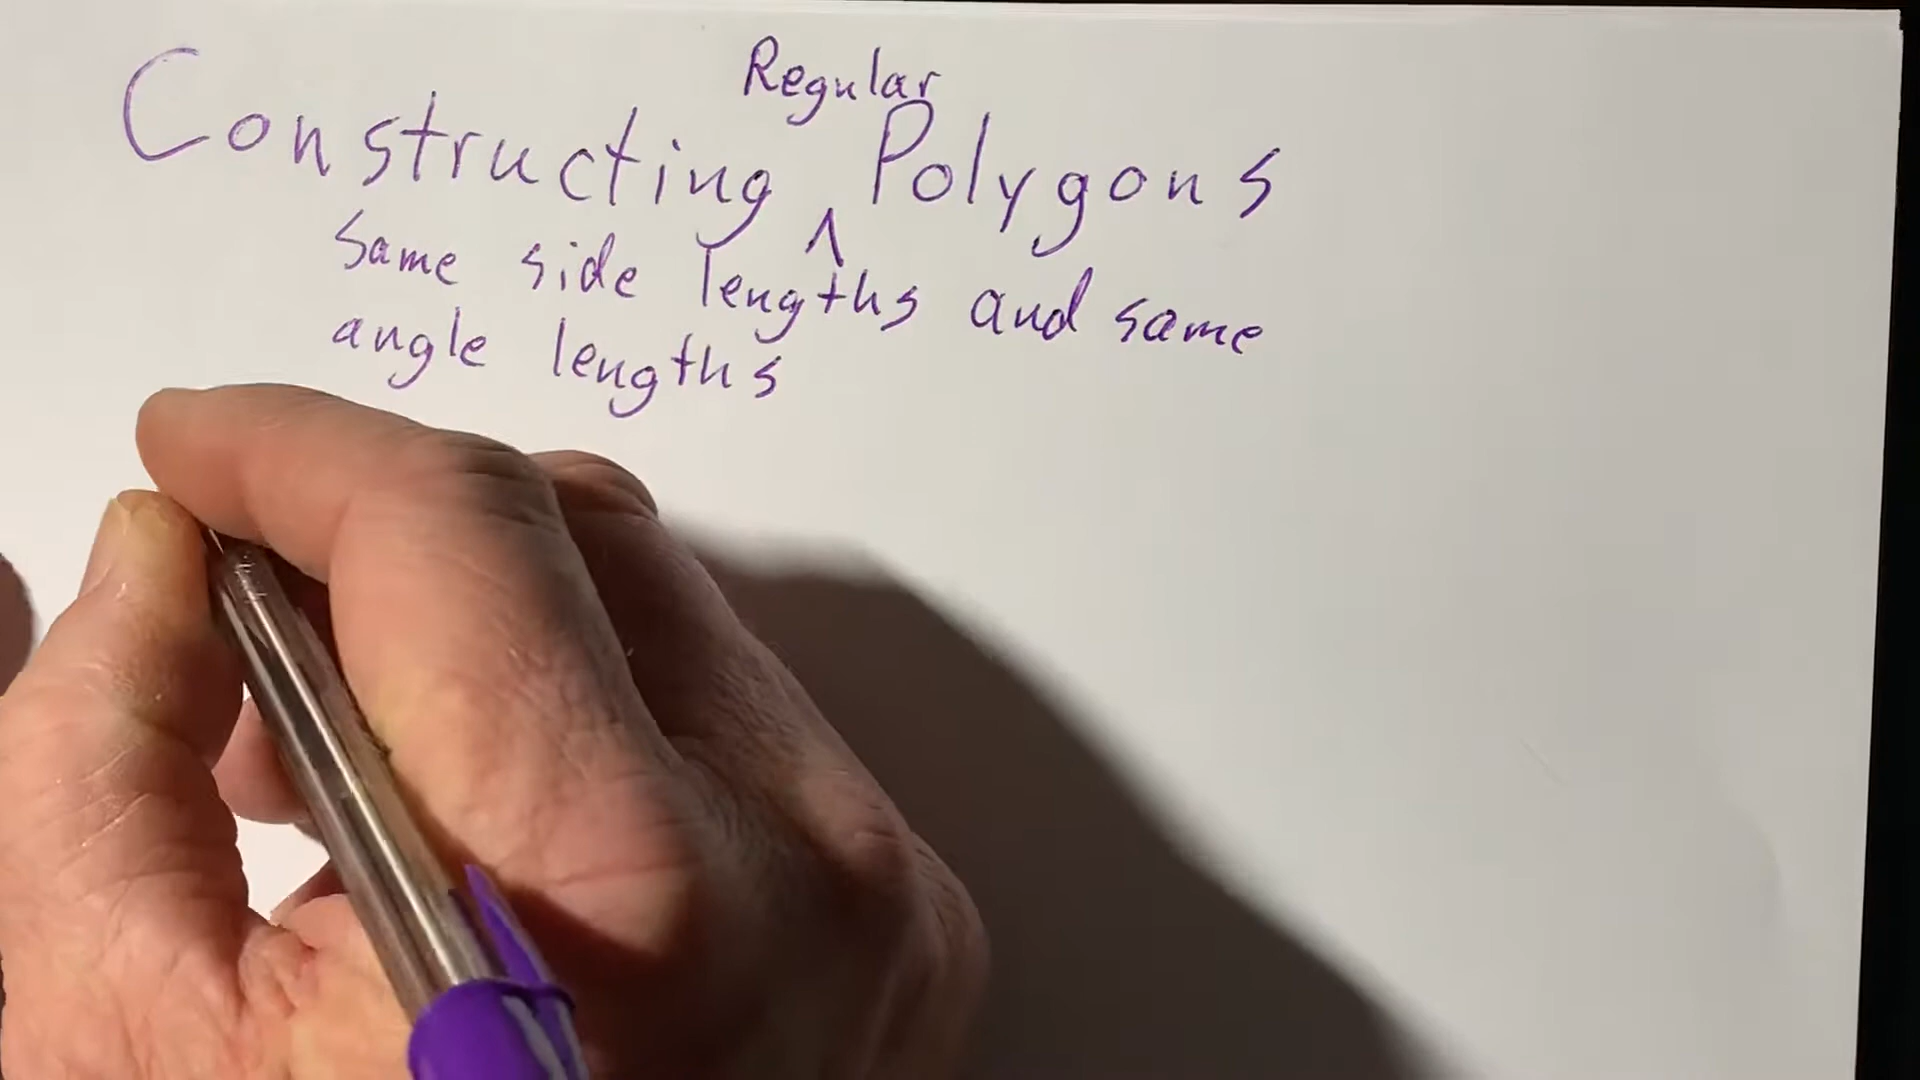 Constructing ^ Regular Polygons
same side lengths and same
angle lengths